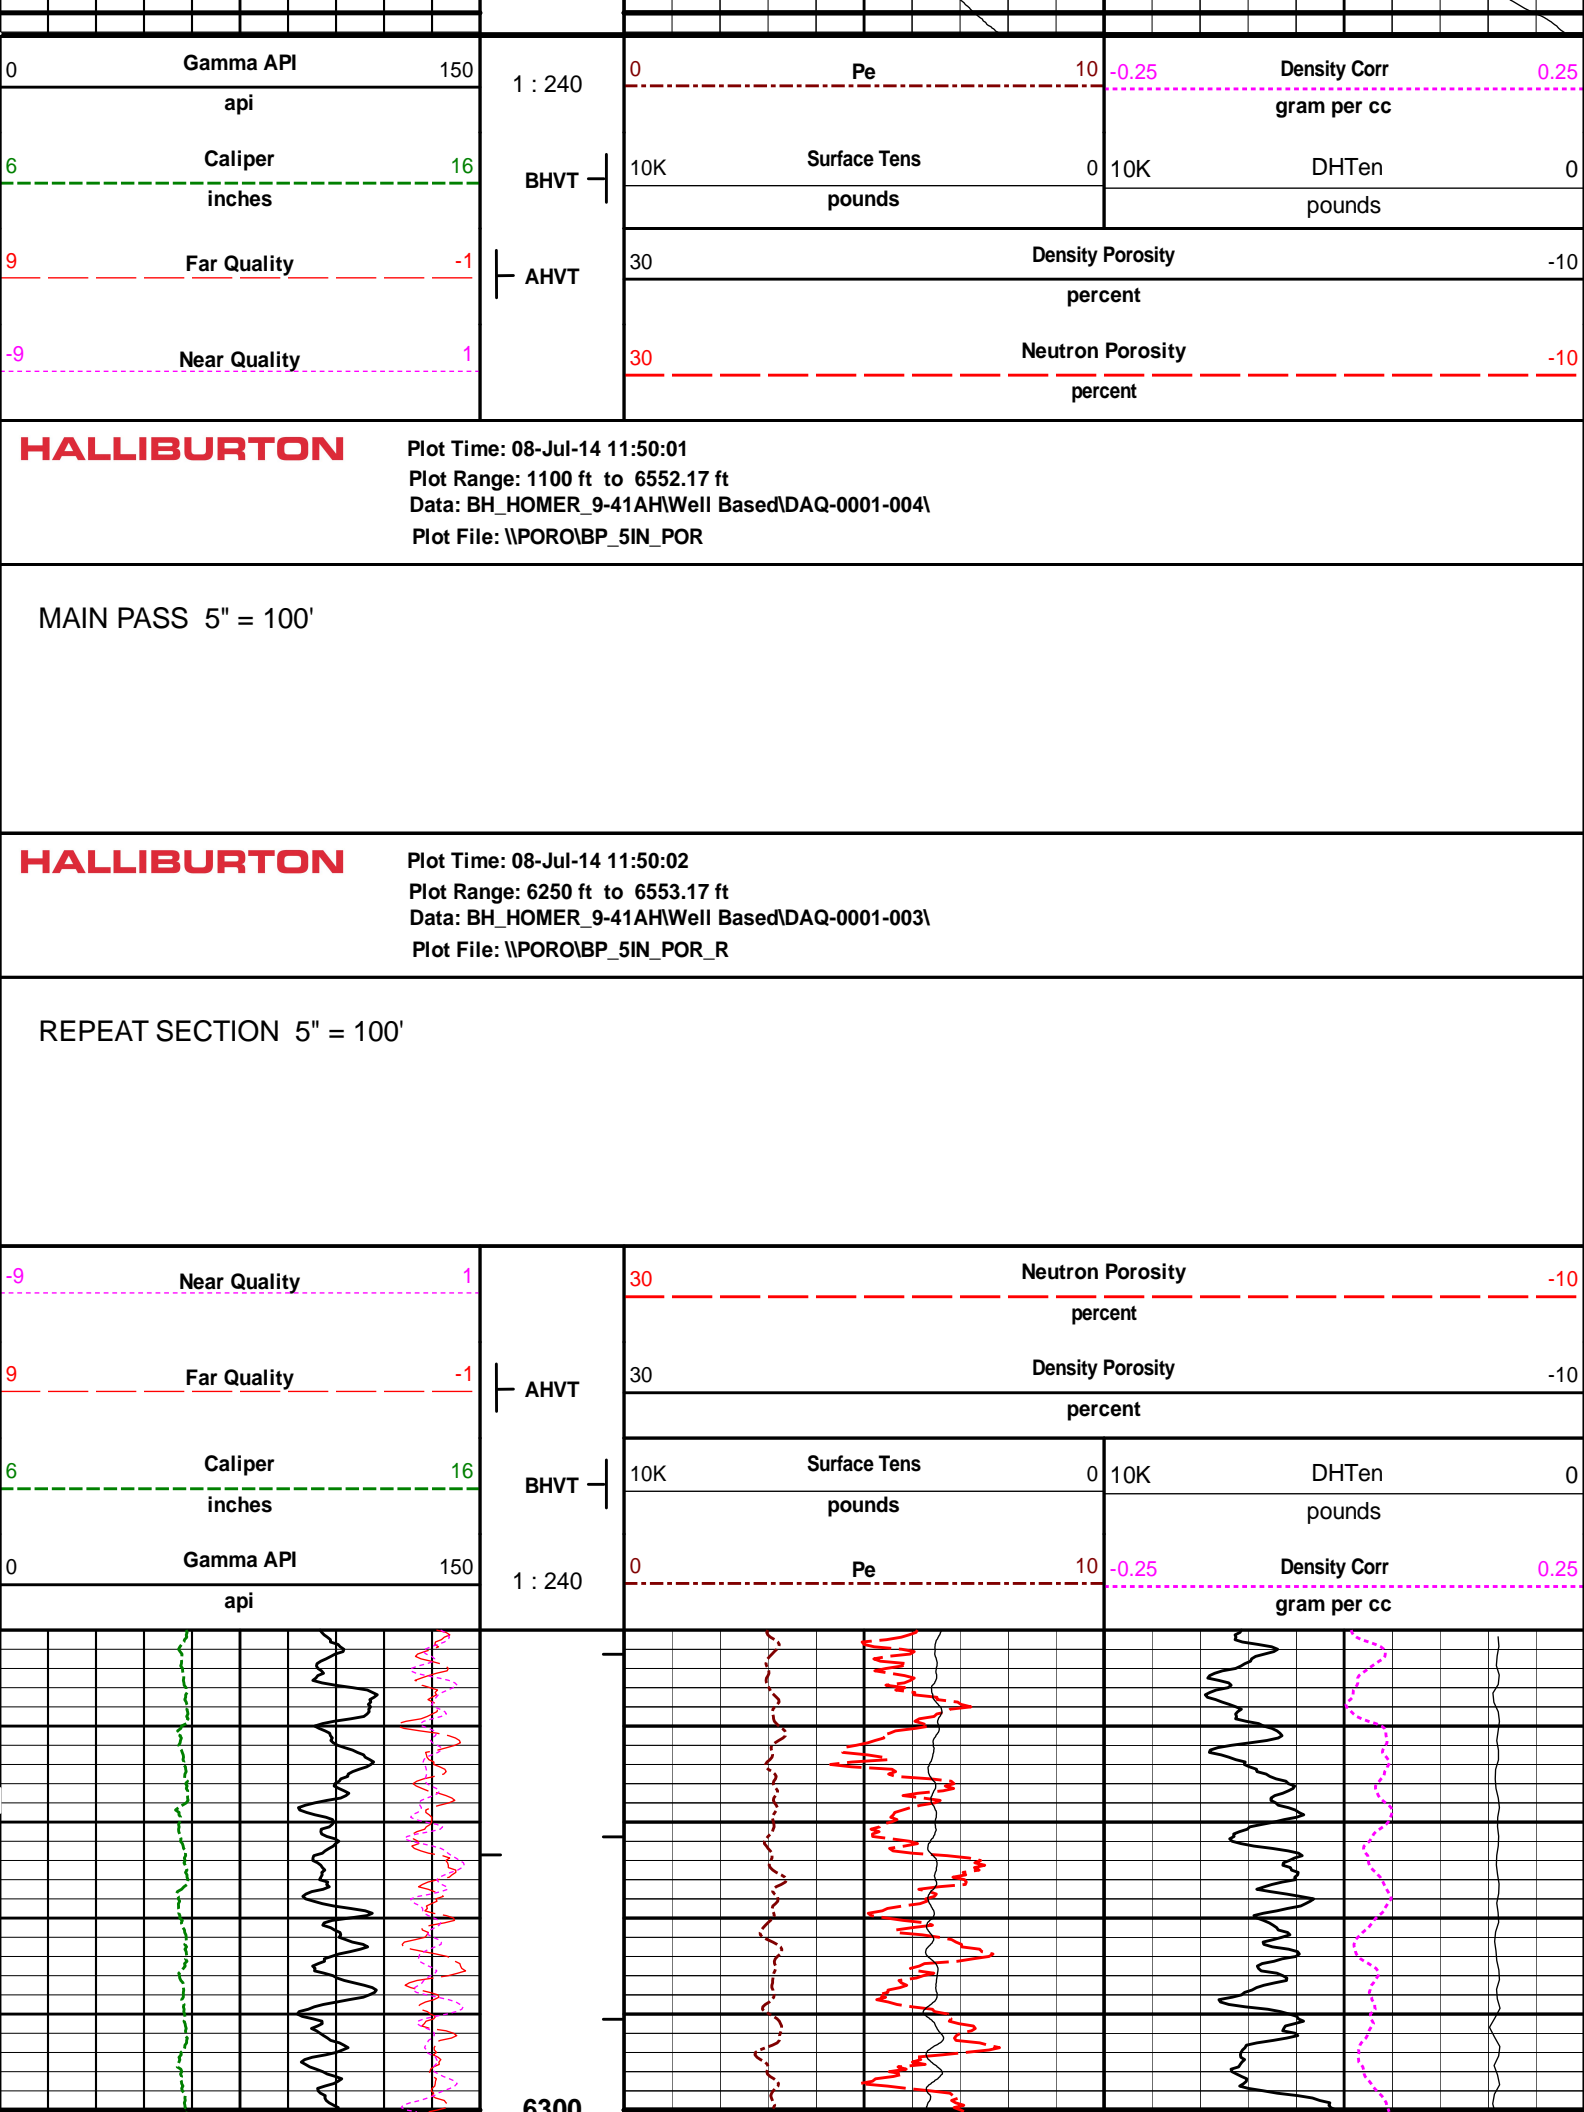 0 Gamma API 150
api
6 Caliper 16
inches
9 Far Quality -1
-9 Near Quality 1
1 : 240
BHVT
AHVT
0 Pe 10
-0.25 Density Corr 0.25
gram per cc
10K Surface Tens 0
pounds
10K DHTen 0
pounds
30 Density Porosity -10
percent
30 Neutron Porosity -10
percent
HALLIBURTON
Plot Time: 08-Jul-14 11:50:01
Plot Range: 1100 ft to 6552.17 ft
Data: BH_HOMER_9-41AH\Well Based\DAQ-0001-004\
Plot File: \\PORO\BP_5IN_POR
MAIN PASS 5" = 100'
HALLIBURTON
Plot Time: 08-Jul-14 11:50:02
Plot Range: 6250 ft to 6553.17 ft
Data: BH_HOMER_9-41AH\Well Based\DAQ-0001-003\
Plot File: \\PORO\BP_5IN_POR_R
REPEAT SECTION 5" = 100'
-9 Near Quality 1
9 Far Quality -1
6 Caliper 16
inches
0 Gamma API 150
api
AHVT
BHVT
1 : 240
30 Neutron Porosity -10
percent
30 Density Porosity -10
percent
10K Surface Tens 0
pounds
10K DHTen 0
pounds
0 Pe 10
-0.25 Density Corr 0.25
gram per cc
6300